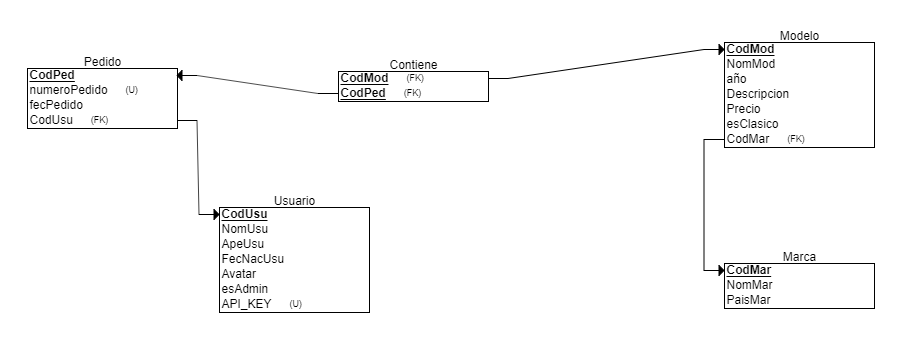 Pedido
CodPed
numeroPedido (U)
fecPedido
CodUsu (FK)
Contiene
CodMod (FK)
CodPed (FK)
Modelo
CodMod
NomMod
año
Descripcion
Precio
esClasico
CodMar (FK)
Usuario
CodUsu
NomUsu
ApeUsu
FecNacUsu
Avatar
esAdmin
API_KEY (U)
Marca
CodMar
NomMar
PaisMar